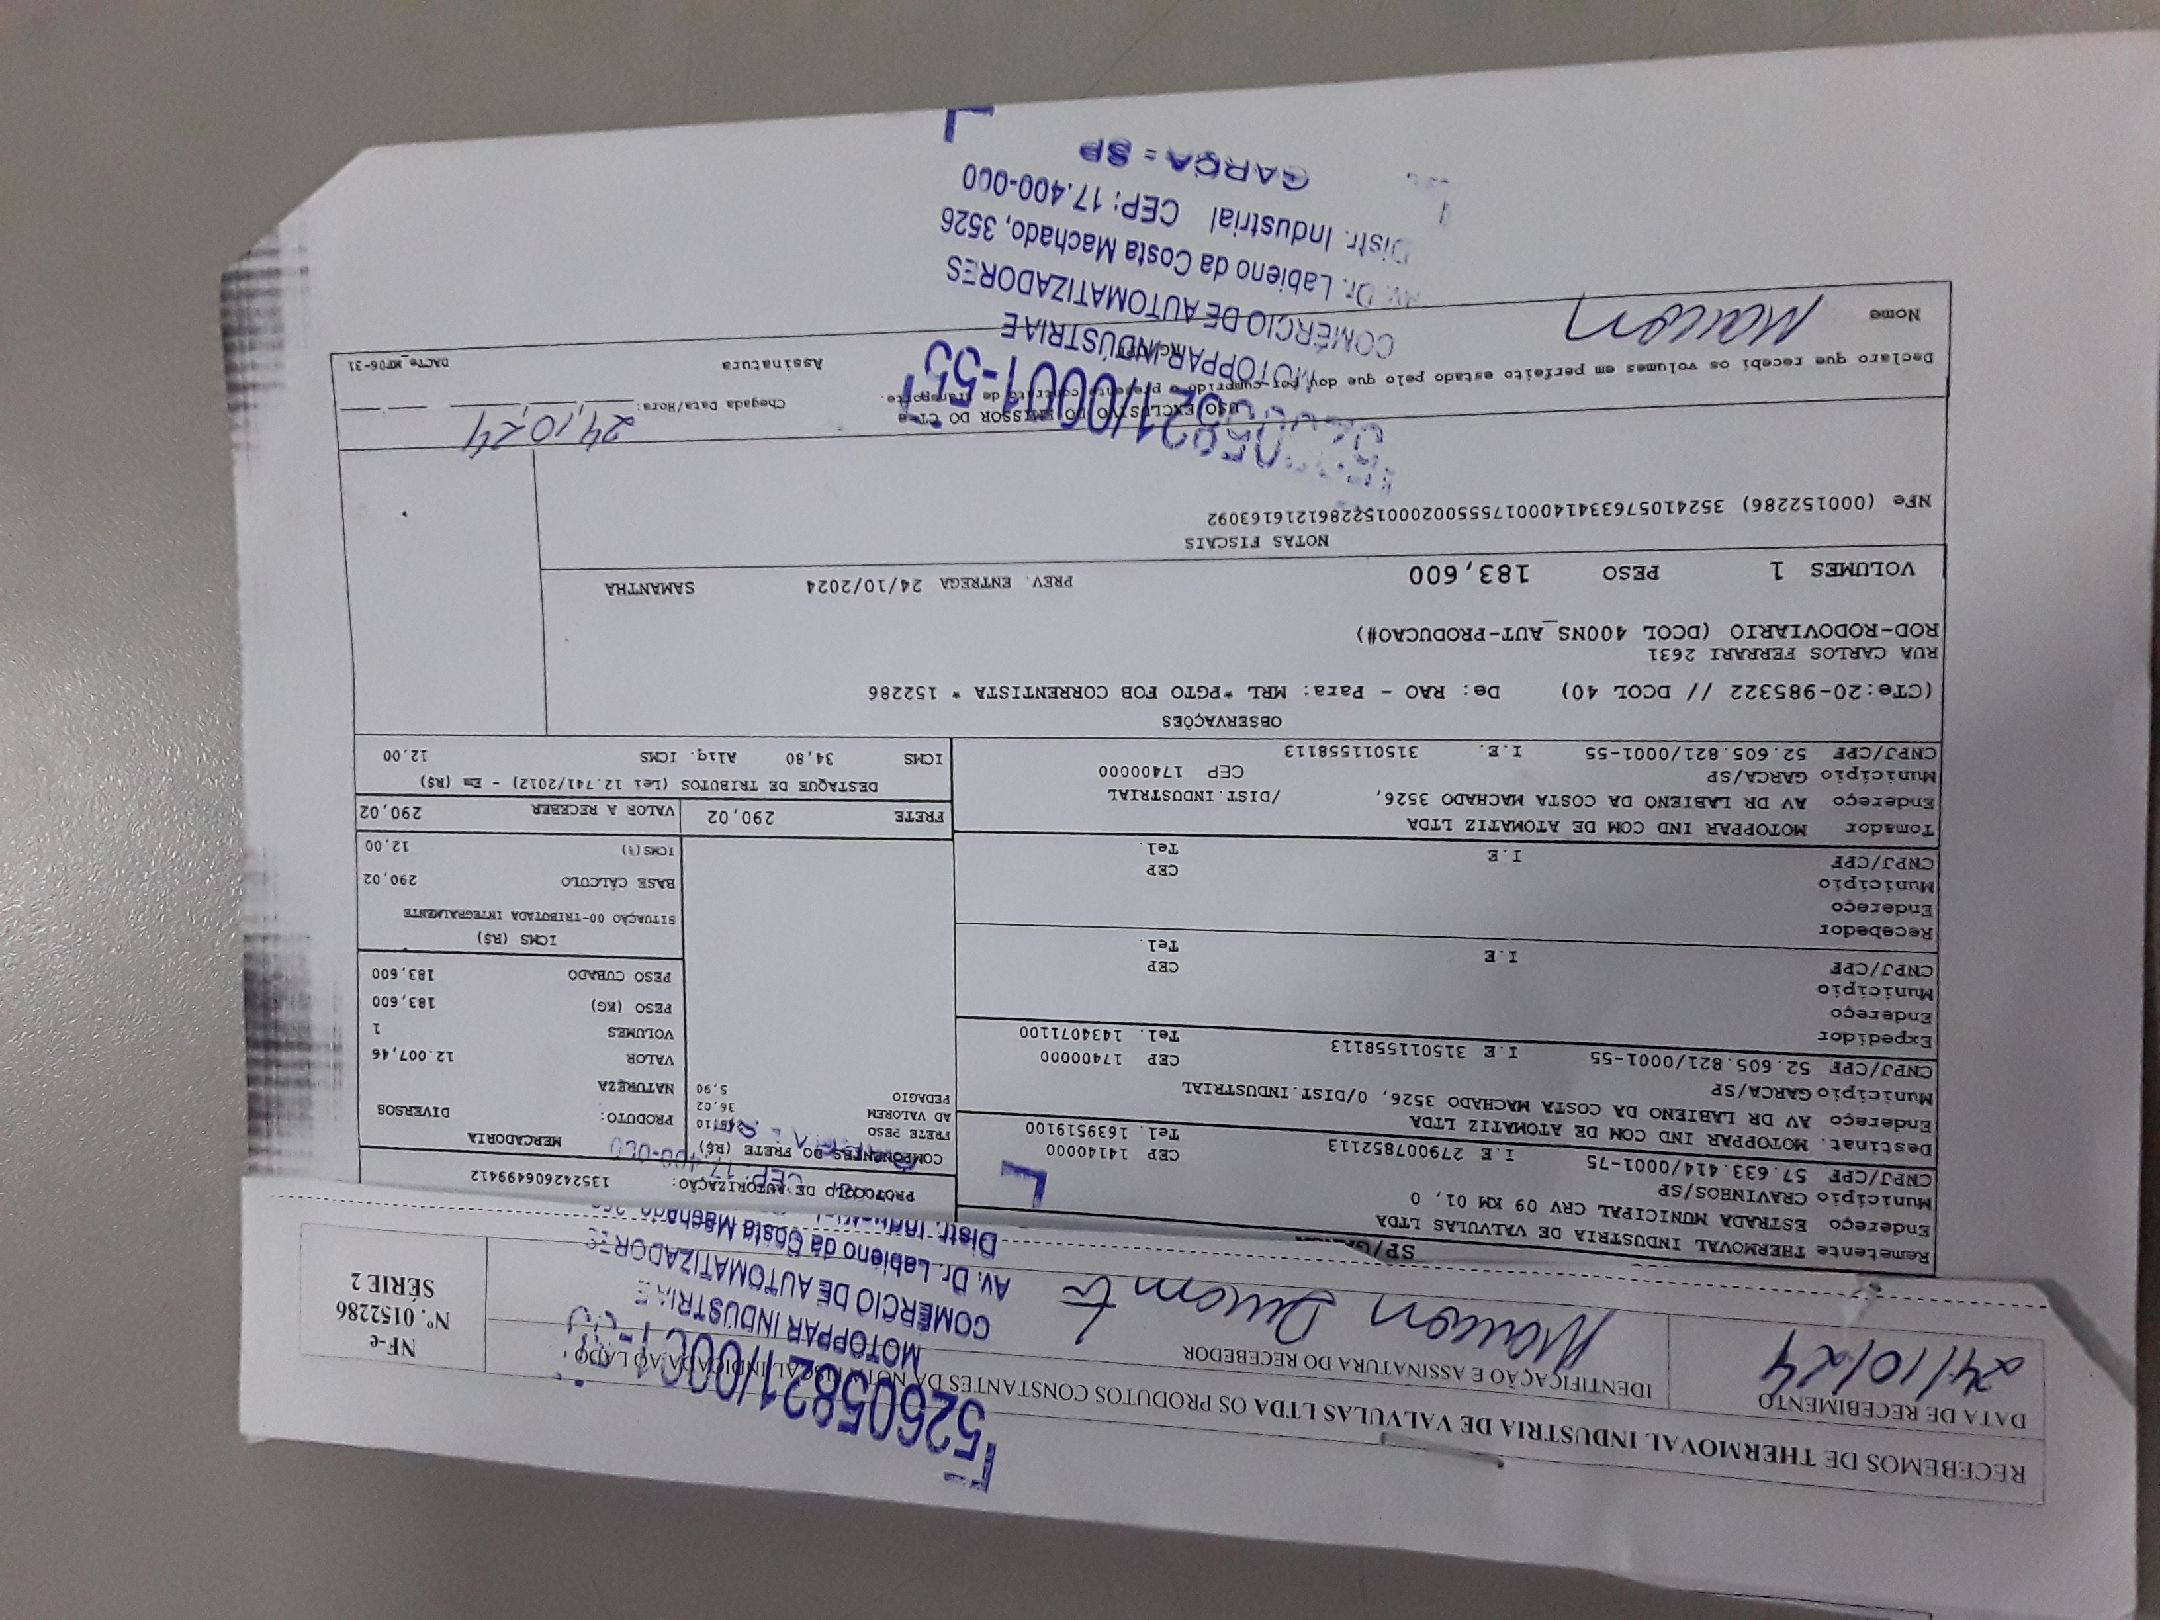 RECEBEMOS DE THERMOVAL INDUSTRIA DE VALVULAS LTDA OS PRODUTOS CONSTANTES DA NOTA FISCAL INDICADA AO LADO
DATA DE RECEBIMENTO
24/10/24
IDENTIFICAÇÃO E ASSINATURA DO RECEBEDOR
Maicon
NF-e
Nº. 0152286
SÉRIE 2
52605821/0001
MOTOPPAR INDÚSTRIA E
COMÉRCIO DE AUTOMATIZADORES
Av. Dr. Labieno da Costa Machado
Distr. Industrial
Remetente THERMOVAL INDUSTRIA DE VALVULAS LTDA
Endereço ESTRADA MUNICIPAL CRV 09 KM 01, 0
Município CRAVINHOS/SP CEP 14140000
CNPJ/CPF 57.633.414/0001-75 I.E 279007852113 Tel. 1639519100
Destinat. MOTOPPAR IND COM DE ATOMATIZ LTDA
Endereço AV DR LABIENO DA COSTA MACHADO 3526, 0/DIST.INDUSTRIAL
Município GARCA/SP CEP 17400000
CNPJ/CPF 52.605.821/0001-55 I.E 315011558113 Tel. 1434071100
Expedidor
Endereço
Município CEP
CNPJ/CPF I.E Tel.
Recebedor
Endereço
Município CEP
CNPJ/CPF I.E Tel.
Tomador MOTOPPAR IND COM DE ATOMATIZ LTDA
Endereço AV DR LABIENO DA COSTA MACHADO 3526, /DIST.INDUSTRIAL
Município GARCA/SP CEP 17400000
CNPJ/CPF 52.605.821/0001-55 I.E. 315011558113
PROTOCOLO DE AUTORIZAÇÃO: 135242606499412
COMPONENTES DO FRETE (R$)
FRETE PESO
AD VALOREM 36,02
PEDAGIO 5,90
MERCADORIA
PRODUTO: DIVERSOS
NATUREZA
VALOR 12.007,46
VOLUMES 1
PESO (KG) 183,600
PESO CUBADO 183,600
ICMS (R$)
SITUAÇÃO 00-TRIBUTADA INTEGRALMENTE
BASE CÁLCULO 290,02
ICMS(%) 12,00
FRETE 290,02 VALOR A RECEBER 290,02
DESTAQUE DE TRIBUTOS (Lei 12.741/2012) - Em (R$)
ICMS 34,80 Aliq. ICMS 12.00
OBSERVAÇÕES
(CTe:20-985322 // DCOL 40) De: RAO - Para: MRL *PGTO FOB CORRENTISTA * 152286
RUA CARLOS FERRARI 2631
ROD-RODOVIARIO (DCOL 400NS_AUT-PRODUCAO#)
VOLUMES 1 PESO 183,600 PREV. ENTREGA 24/10/2024 SAMANTHA
NOTAS FISCAIS
NFe (000152286) 35241057633414000175550020001522861216163092
USO EXCLUSIVO DO EMISSOR DO CT-e
Declaro que recebi os volumes em perfeito estado pelo que dou por cumprido o presente contrato de transporte.
Chegada Data/Hora: 24/10/24
Nome Maicon
Assinatura
DACTe_MF06-31
821/0001-55
MOTOPPAR INDÚSTRIA E
COMÉRCIO DE AUTOMATIZADORES
Av. Dr. Labieno da Costa Machado, 3526
Distr. Industrial CEP: 17.400-000
GARÇA = SP